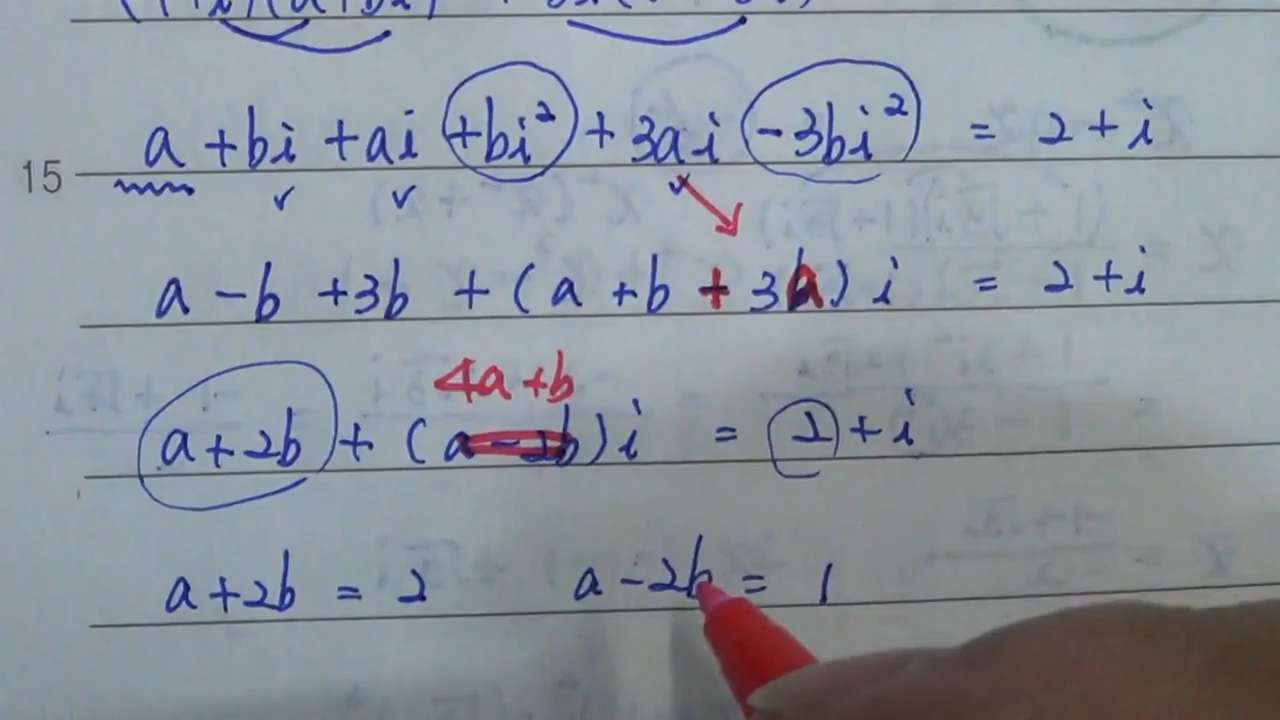 a + bi + ai + bi² + 3ai - 3bi² = 2 + i
15
a - b + 3b + (a + b + 3a) i = 2 + i
4a + b
a + 2b + (a - 2b) i = 2 + i
a + 2b = 2 a - 2b = 1